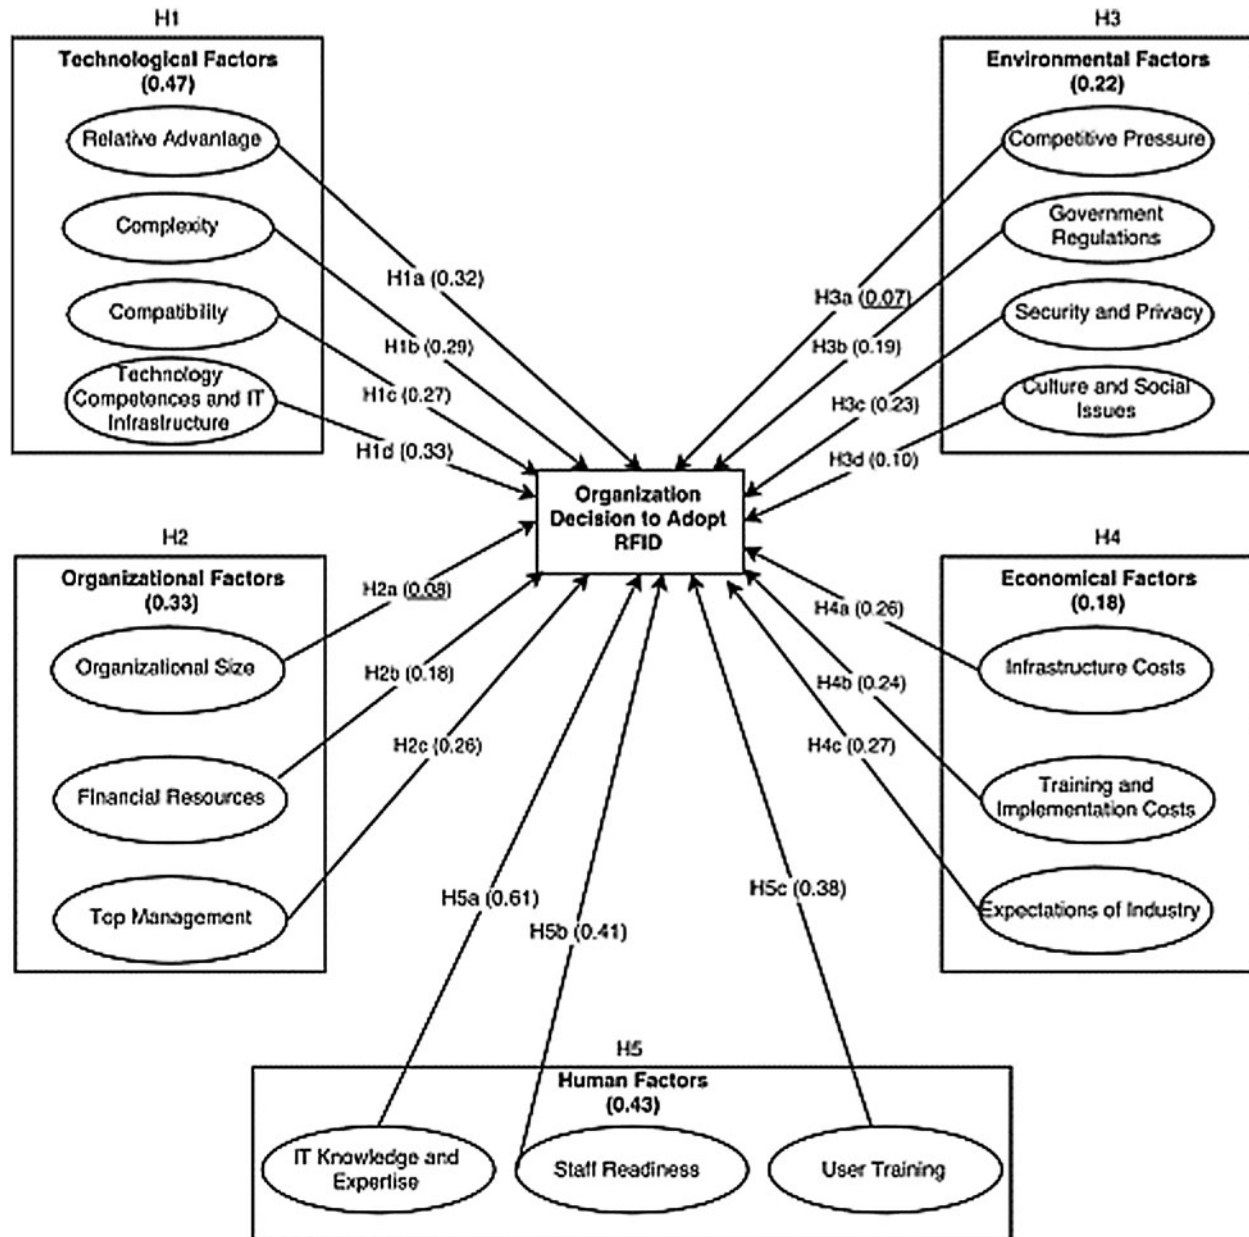 H1
Technological Factors
(0.47)
Relative Advantage
Complexity
Compatibility
Technology
Competences and IT
Infrastructure
H3
Environmental Factors
(0.22)
Competitive Pressure
Government
Regulations
Security and Privacy
Culture and Social
Issues
H1a (0.32)
H1b (0.29)
H1c (0.27)
H1d (0.33)
H3a (0.07)
H3b (0.19)
H3c (0.23)
H3d (0.10)
Organization
Decision to Adopt
RFID
H2
Organizational Factors
(0.33)
Organizational Size
Financial Resources
Top Management
H2a (0.08)
H2b (0.18)
H2c (0.26)
H4
Economical Factors
(0.18)
Infrastructure Costs
Training and
Implementation Costs
Expectations of Industry
H4a (0.26)
H4b (0.24)
H4c (0.27)
H5a (0.61)
H5b (0.41)
H5c (0.38)
H5
Human Factors
(0.43)
IT Knowledge and
Expertise
Staff Readiness
User Training